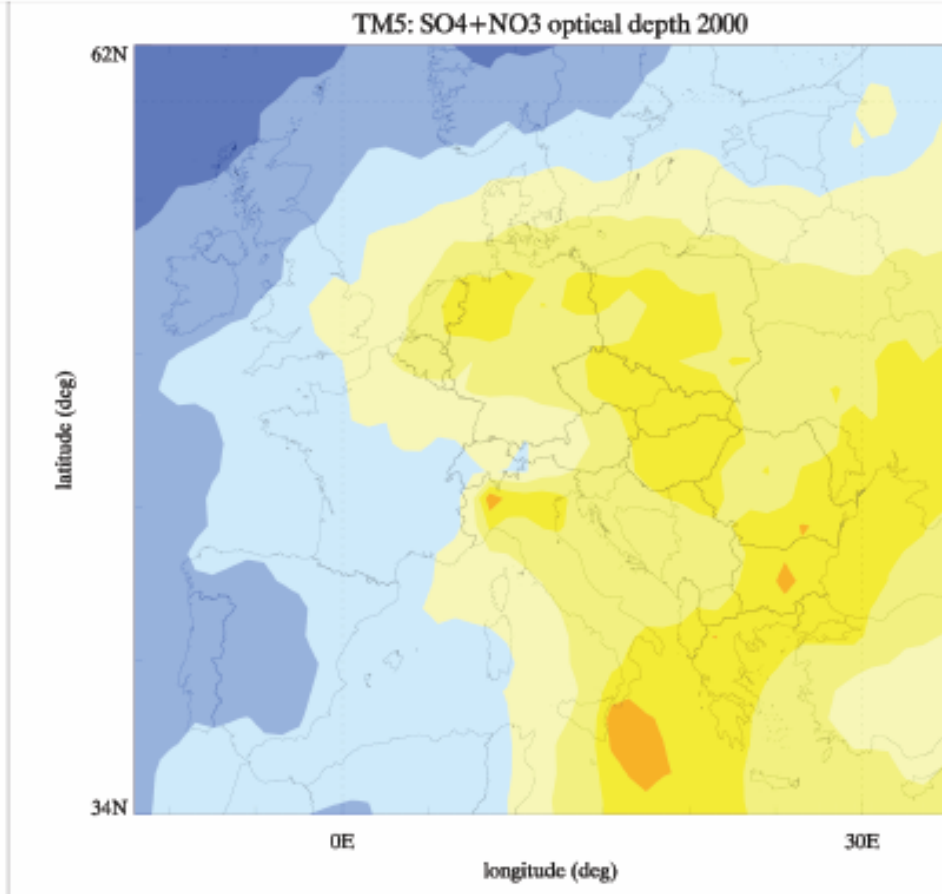 TM5: SO4+NO3 optical depth 2000
62N
latitude (deg)
34N
0E
30E
longitude (deg)